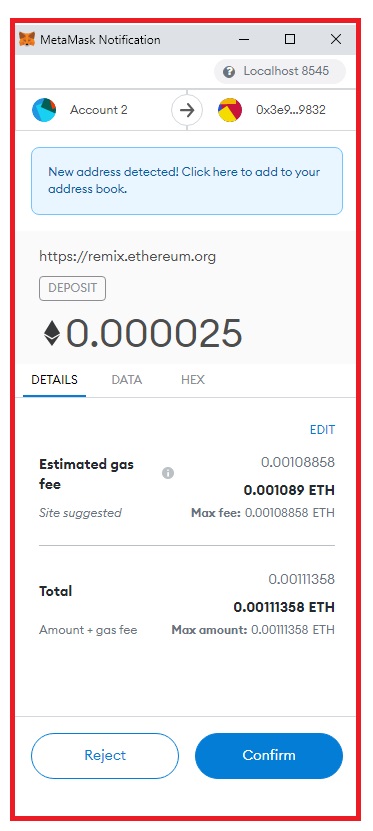 MetaMask Notification
Localhost 8545
Account 2
0x3e9...9832
New address detected! Click here to add to your
address book.
https://remix.ethereum.org
DEPOSIT
0.000025
DETAILS DATA HEX
EDIT
Estimated gas
fee
0.00108858
0.001089 ETH
Site suggested
Max fee: 0.00108858 ETH
0.00111358
Total
0.00111358 ETH
Amount + gas fee
Max amount: 0.00111358 ETH
Reject
Confirm